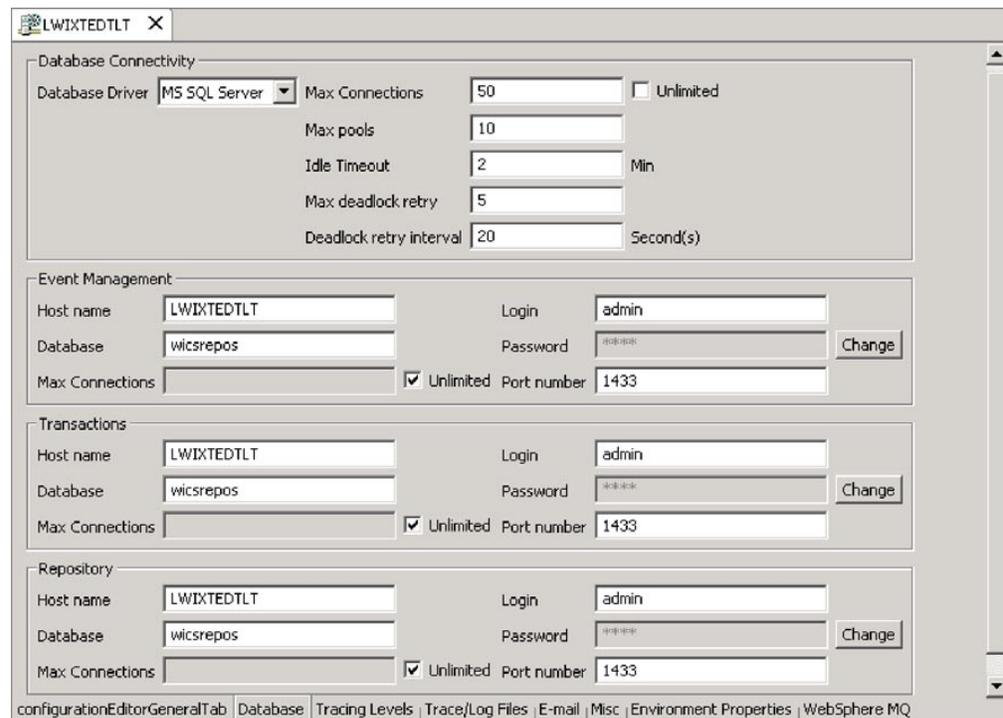 LWIXTEDTLT
Database Connectivity
Database Driver MS SQL Server Max Connections 50 Unlimited
Max pools 10
Idle Timeout 2 Min
Max deadlock retry 5
Deadlock retry interval 20 Second(s)
Event Management
Host name LWIXTEDTLT Login admin
Database wicsrepos Password ***** Change
Max Connections Unlimited Port number 1433
Transactions
Host name LWIXTEDTLT Login admin
Database wicsrepos Password ***** Change
Max Connections Unlimited Port number 1433
Repository
Host name LWIXTEDTLT Login admin
Database wicsrepos Password ***** Change
Max Connections Unlimited Port number 1433
configurationEditorGeneralTab Database Tracing Levels Trace/Log Files E-mail Misc Environment Properties WebSphere MQ